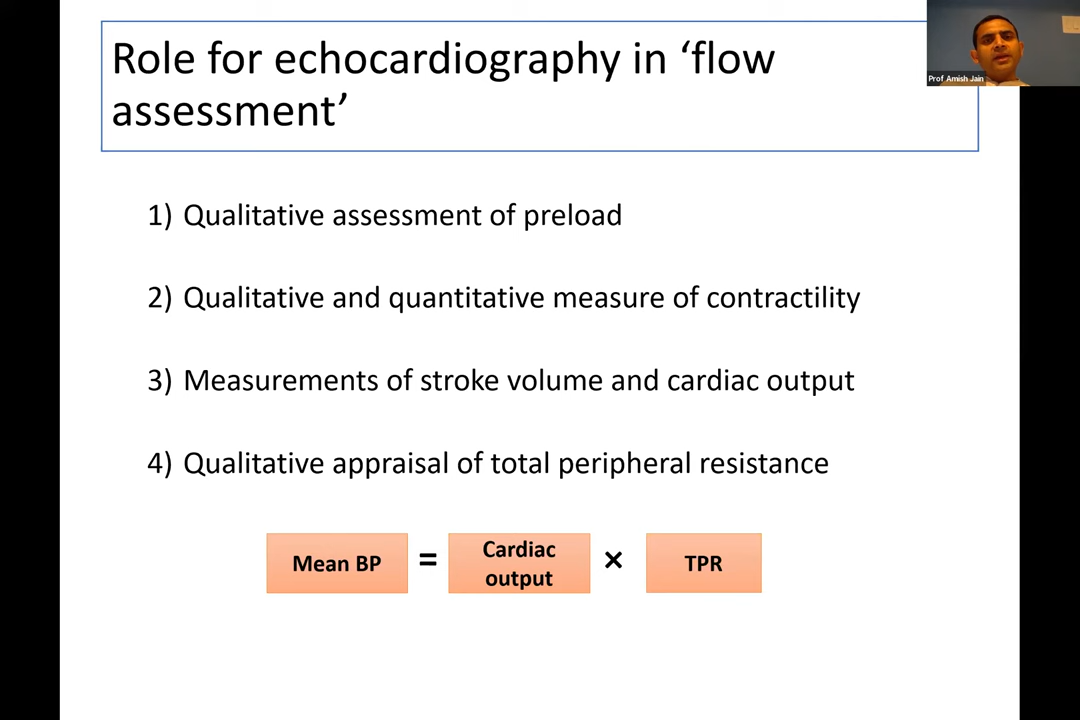 Role for echocardiography in ‘flow
assessment’
Prof Amish Jain
1) Qualitative assessment of preload
2) Qualitative and quantitative measure of contractility
3) Measurements of stroke volume and cardiac output
4) Qualitative appraisal of total peripheral resistance
Mean BP = Cardiac output × TPR